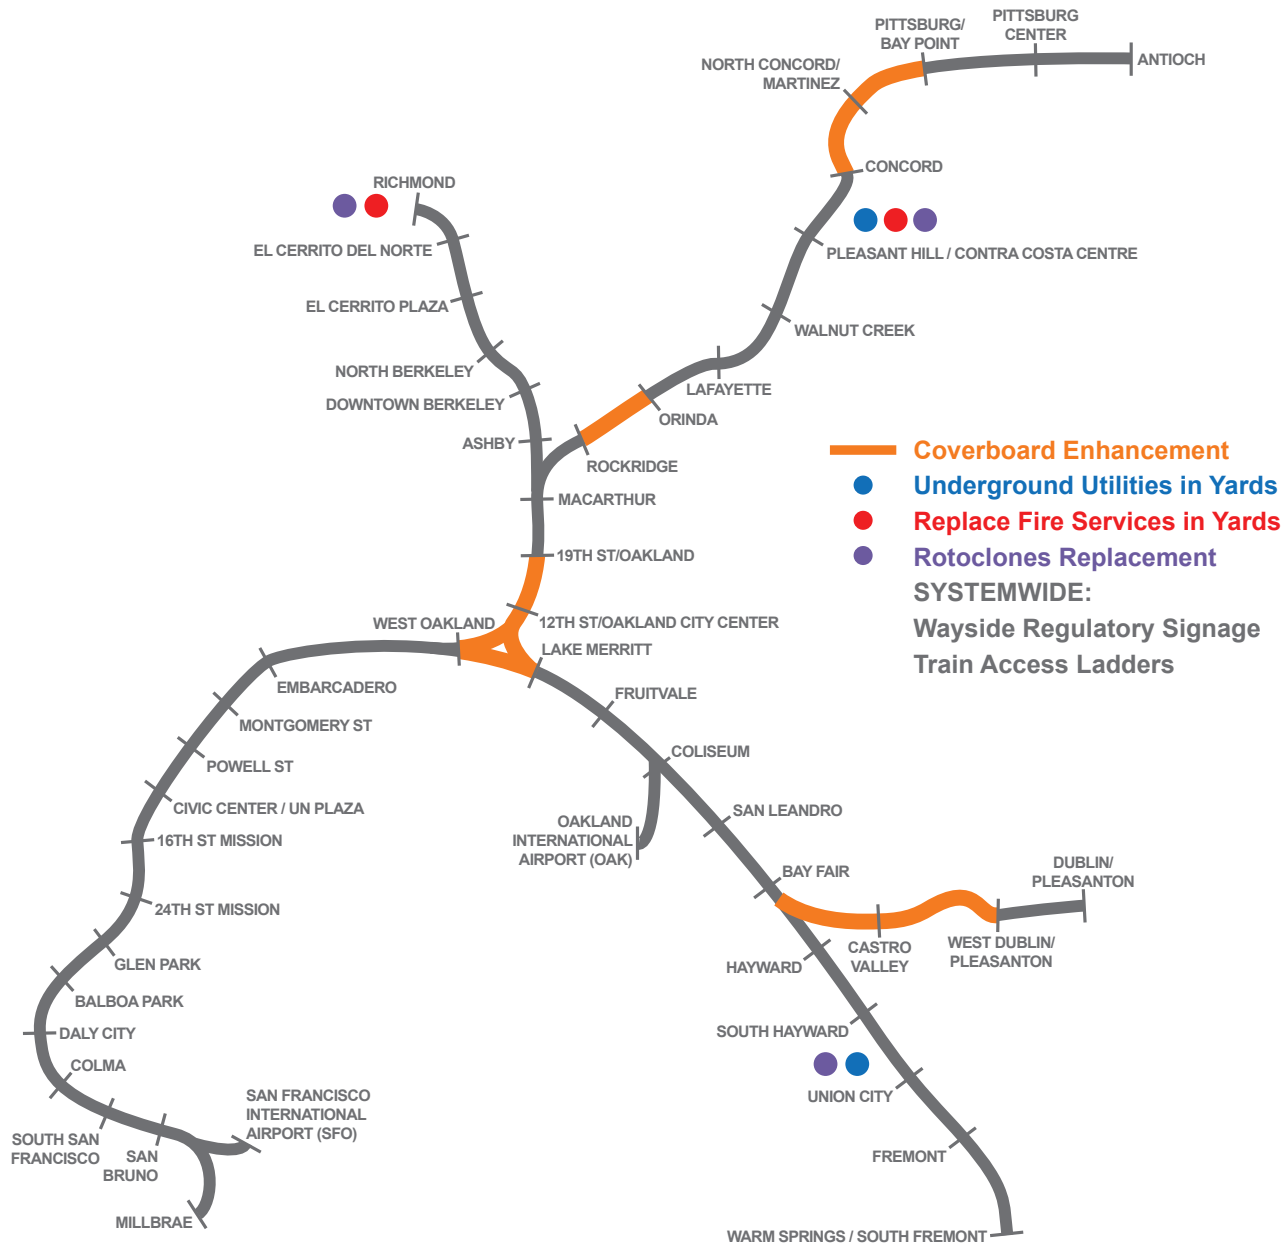 PITTSBURG/
BAY POINT
PITTSBURG
CENTER
ANTIOCH
NORTH CONCORD/
MARTINEZ
CONCORD
RICHMOND
EL CERRITO DEL NORTE
PLEASANT HILL / CONTRA COSTA CENTRE
EL CERRITO PLAZA
WALNUT CREEK
NORTH BERKELEY
DOWNTOWN BERKELEY
LAFAYETTE
ORINDA
ASHBY
ROCKRIDGE
MACARTHUR
Coverboard Enhancement
Underground Utilities in Yards
Replace Fire Services in Yards
Rotoclones Replacement
SYSTEMWIDE:
Wayside Regulatory Signage
Train Access Ladders
19TH ST/OAKLAND
WEST OAKLAND
12TH ST/OAKLAND CITY CENTER
LAKE MERRITT
EMBARCADERO
FRUITVALE
MONTGOMERY ST
COLISEUM
POWELL ST
CIVIC CENTER / UN PLAZA
SAN LEANDRO
OAKLAND
INTERNATIONAL
AIRPORT (OAK)
16TH ST MISSION
BAY FAIR
DUBLIN/
PLEASANTON
24TH ST MISSION
CASTRO
VALLEY
WEST DUBLIN/
PLEASANTON
GLEN PARK
HAYWARD
BALBOA PARK
DALY CITY
SOUTH HAYWARD
COLMA
UNION CITY
SAN FRANCISCO
INTERNATIONAL
AIRPORT (SFO)
SOUTH SAN
FRANCISCO
SAN
BRUNO
FREMONT
MILLBRAE
WARM SPRINGS / SOUTH FREMONT